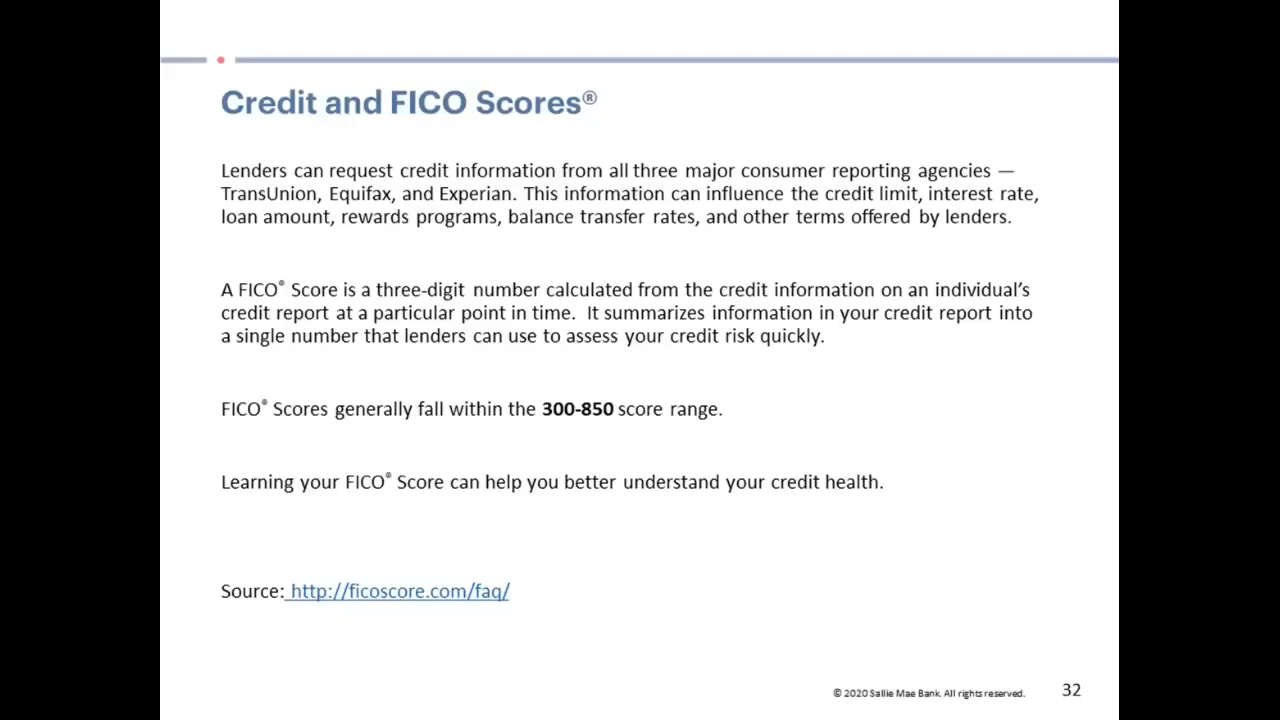 Credit and FICO Scores®
Lenders can request credit information from all three major consumer reporting agencies —
TransUnion, Equifax, and Experian. This information can influence the credit limit, interest rate,
loan amount, rewards programs, balance transfer rates, and other terms offered by lenders.
A FICO® Score is a three-digit number calculated from the credit information on an individual’s
credit report at a particular point in time.  It summarizes information in your credit report into
a single number that lenders can use to assess your credit risk quickly.
FICO® Scores generally fall within the 300-850 score range.
Learning your FICO® Score can help you better understand your credit health.
Source: http://ficoscore.com/faq/
© 2020 Sallie Mae Bank. All rights reserved. 32